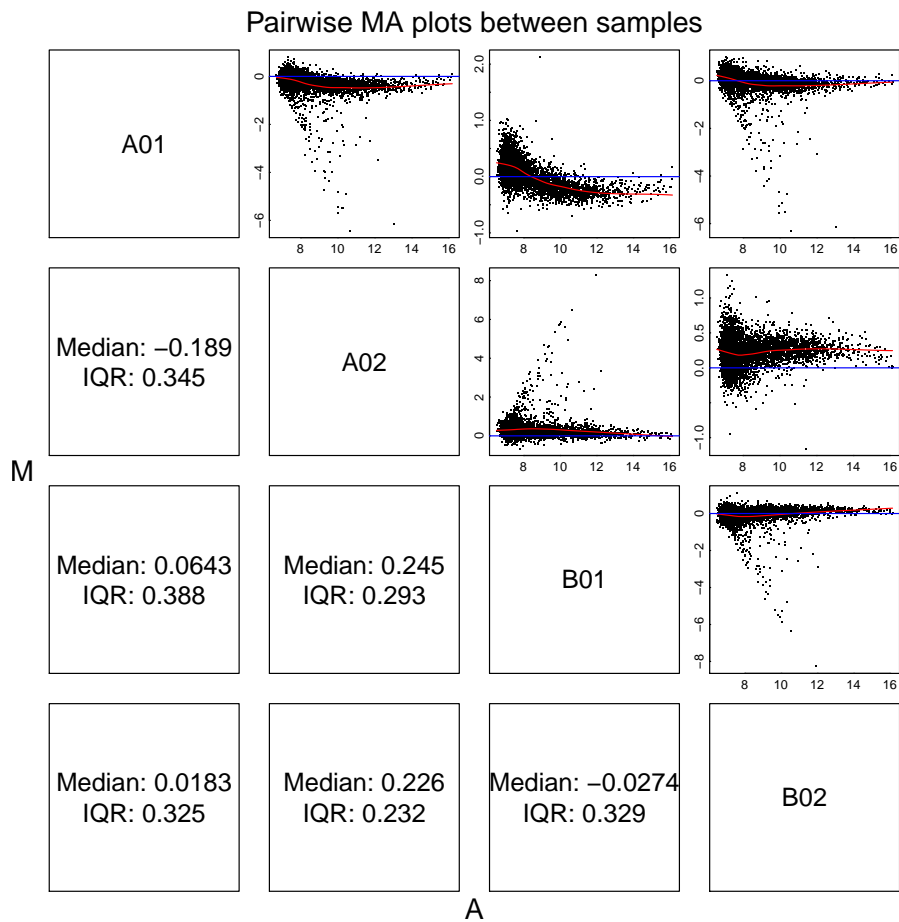 Pairwise MA plots between samples
A01
0
−2
−4
−6
8 10 12 14 16
2.0
1.0
0.0
−1.0
8 10 12 14 16
0
−2
−4
−6
8 10 12 14 16
Median: −0.189
IQR: 0.345
A02
8
6
4
2
0
8 10 12 14 16
1.0
0.5
0.0
−1.0
8 10 12 14 16
M
Median: 0.0643
IQR: 0.388
Median: 0.245
IQR: 0.293
B01
0
−2
−4
−6
−8
8 10 12 14 16
Median: 0.0183
IQR: 0.325
Median: 0.226
IQR: 0.232
Median: −0.0274
IQR: 0.329
B02
A